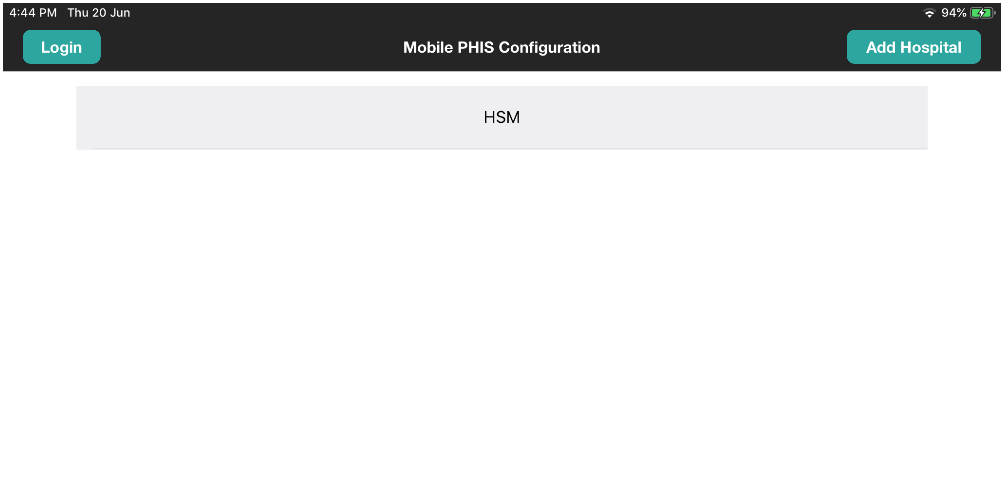 4:44 PM Thu 20 Jun 94%
Login Mobile PHIS Configuration Add Hospital
HSM